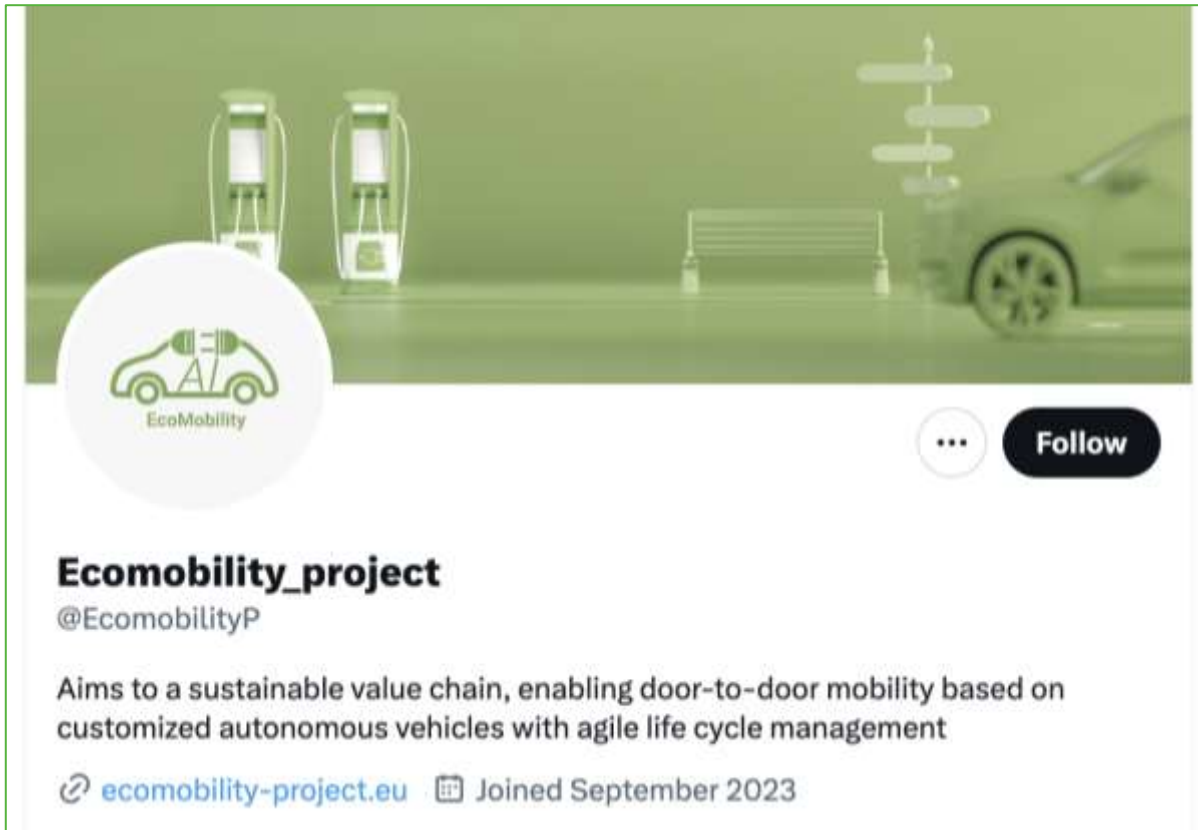 AI
EcoMobility
Follow
Ecomobility_project
@EcomobilityP
Aims to a sustainable value chain, enabling door-to-door mobility based on
customized autonomous vehicles with agile life cycle management
ecomobility-project.eu Joined September 2023